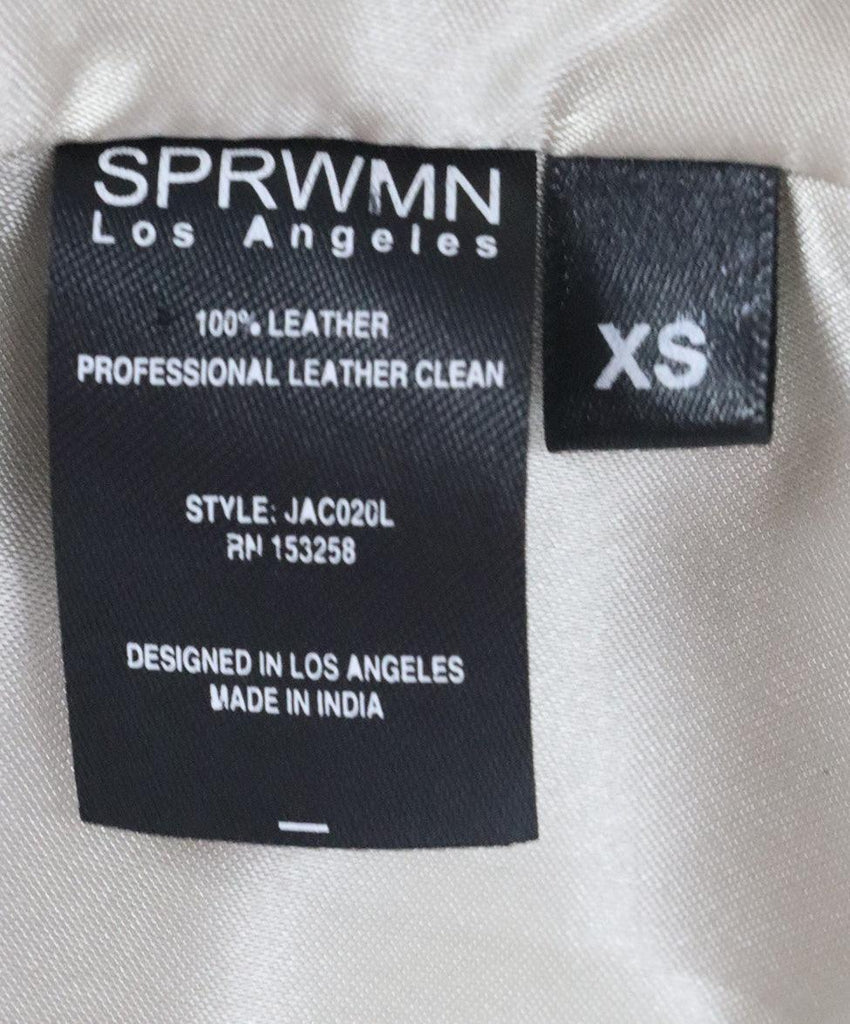 SPRWMN
Los Angeles
100% LEATHER
PROFESSIONAL LEATHER CLEAN
STYLE: JAC020L
RN 153258
DESIGNED IN LOS ANGELES
MADE IN INDIA
XS